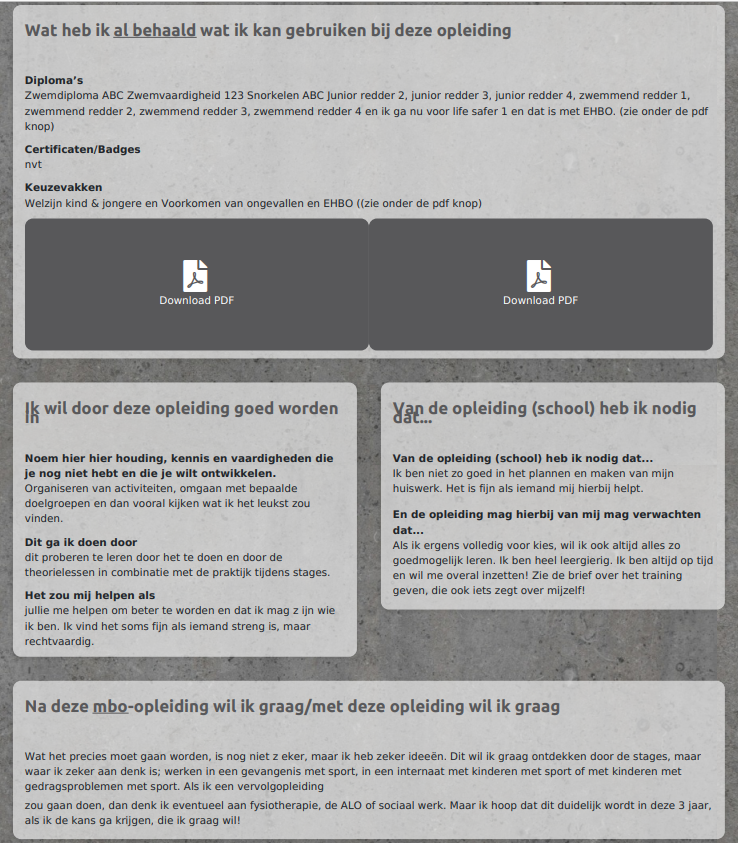 Wat heb ik al behaald wat ik kan gebruiken bij deze opleiding
Diploma's
Zwemdiploma ABC Zwemvaardigheid 123 Snorkelen ABC Junior redder 2, junior redder 3, junior redder 4, zwemmend redder 1,
zwemmend redder 2, zwemmend redder 3, zwemmend redder 4 en ik ga nu voor life safer 1 en dat is met EHBO. (zie onder de pdf
knop)
Certificaten/Badges
nvt
Keuzevakken
Welzijn kind & jongere en Voorkomen van ongevallen en EHBO ((zie onder de pdf knop)
Download PDF
Download PDF
Ik wil door deze opleiding goed worden
in
Noem hier hier houding, kennis en vaardigheden die
je nog niet hebt en die je wilt ontwikkelen.
Organiseren van activiteiten, omgaan met bepaalde
doelgroepen en dan vooral kijken wat ik het leukst zou
vinden.
Dit ga ik doen door
dit proberen te leren door het te doen en door de
theorielessen in combinatie met de praktijk tijdens stages.
Het zou mij helpen als
jullie me helpen om beter te worden en dat ik mag z ijn wie
ik ben. Ik vind het soms fijn als iemand streng is, maar
rechtvaardig.
Van de opleiding (school) heb ik nodig
dat...
Van de opleiding (school) heb ik nodig dat...
Ik ben niet zo goed in het plannen en maken van mijn
huiswerk. Het is fijn als iemand mij hierbij helpt.
En de opleiding mag hierbij van mij mag verwachten
dat...
Als ik ergens volledig voor kies, wil ik ook altijd alles zo
goedmogelijk leren. Ik ben heel leergierig. Ik ben altijd op tijd
en wil me overal inzetten! Zie de brief over het training
geven, die ook iets zegt over mijzelf!
Na deze mbo-opleiding wil ik graag/met deze opleiding wil ik graag
Wat het precies moet gaan worden, is nog niet z eker, maar ik heb zeker ideeën. Dit wil ik graag ontdekken door de stages, maar
waar ik zeker aan denk is; werken in een gevangenis met sport, in een internaat met kinderen met sport of met kinderen met
gedragsproblemen met sport. Als ik een vervolgopleiding
zou gaan doen, dan denk ik eventueel aan fysiotherapie, de ALO of sociaal werk. Maar ik hoop dat dit duidelijk wordt in deze 3 jaar,
als ik de kans ga krijgen, die ik graag wil!